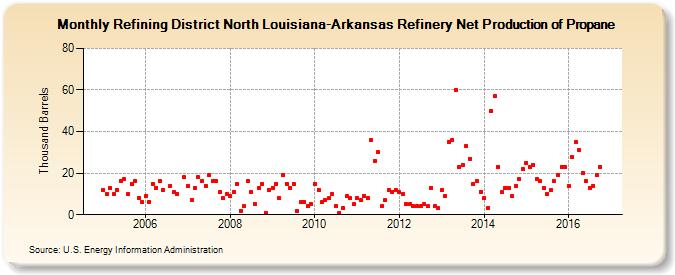 Monthly Refining District North Louisiana-Arkansas Refinery Net Production of Propane
Thousand Barrels
80
60
40
20
0
2006 2008 2010 2012 2014 2016
Source: U.S. Energy Information Administration